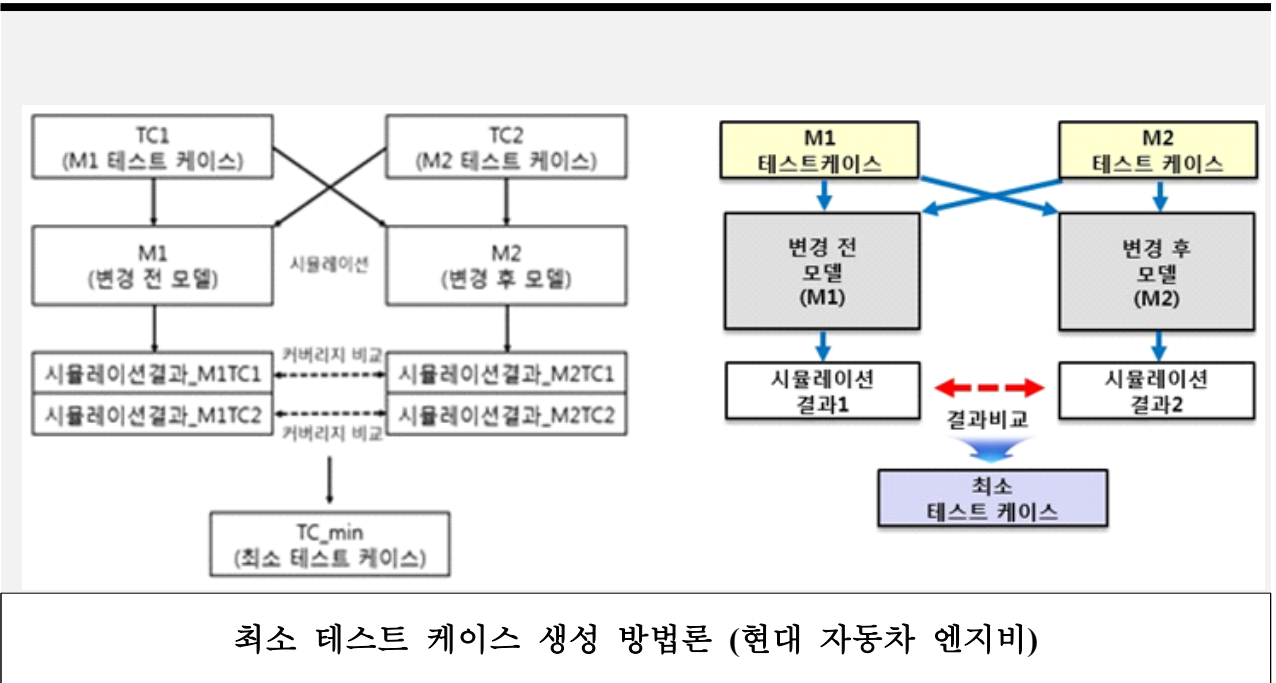 TC1
(M1 테스트 케이스)
TC2
(M2 테스트 케이스)
M1
(변경 전 모델)
시뮬레이션
M2
(변경 후 모델)
커버리지 비교
시뮬레이션결과_M1TC1
시뮬레이션결과_M2TC1
시뮬레이션결과_M1TC2
시뮬레이션결과_M2TC2
커버리지 비교
TC_min
(최소 테스트 케이스)
M1
테스트케이스
M2
테스트 케이스
변경 전
모델
(M1)
변경 후
모델
(M2)
시뮬레이션
결과1
시뮬레이션
결과2
결과비교
최소
테스트 케이스
최소 테스트 케이스 생성 방법론 (현대 자동차 엔지비)